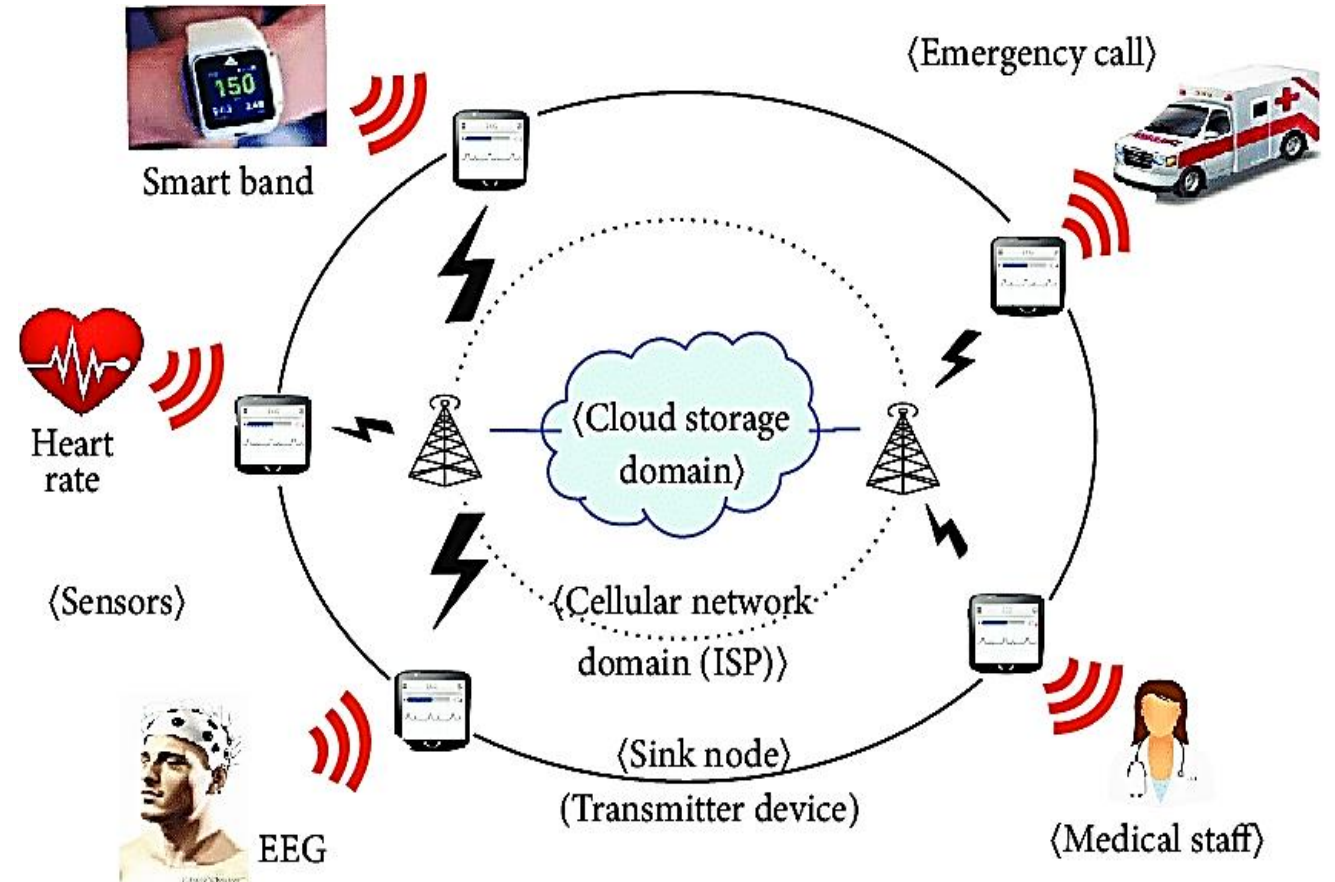 ⟨Emergency call⟩
150
Smart band
Heart
rate
⟨Cloud storage
domain⟩
⟨Sensors⟩
⟨Cellular network
domain (ISP)⟩
⟨Sink node⟩
(Transmitter device)
EEG
⟨Medical staff⟩